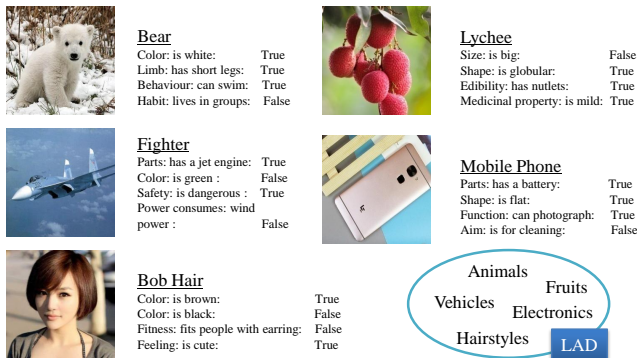 Bear
Color: is white: True
Limb: has short legs: True
Behaviour: can swim: True
Habit: lives in groups: False
Lychee
Size: is big: False
Shape: is globular: True
Edibility: has nutlets: True
Medicinal property: is mild: True
Fighter
Parts: has a jet engine: True
Color: is green : False
Safety: is dangerous : True
Power consumes: wind
power : False
Mobile Phone
Parts: has a battery: True
Shape: is flat: True
Function: can photograph: True
Aim: is for cleaning: False
Bob Hair
Color: is brown: True
Color: is black: False
Fitness: fits people with earring: False
Feeling: is cute: True
Animals
Fruits
Vehicles
Electronics
Hairstyles
LAD